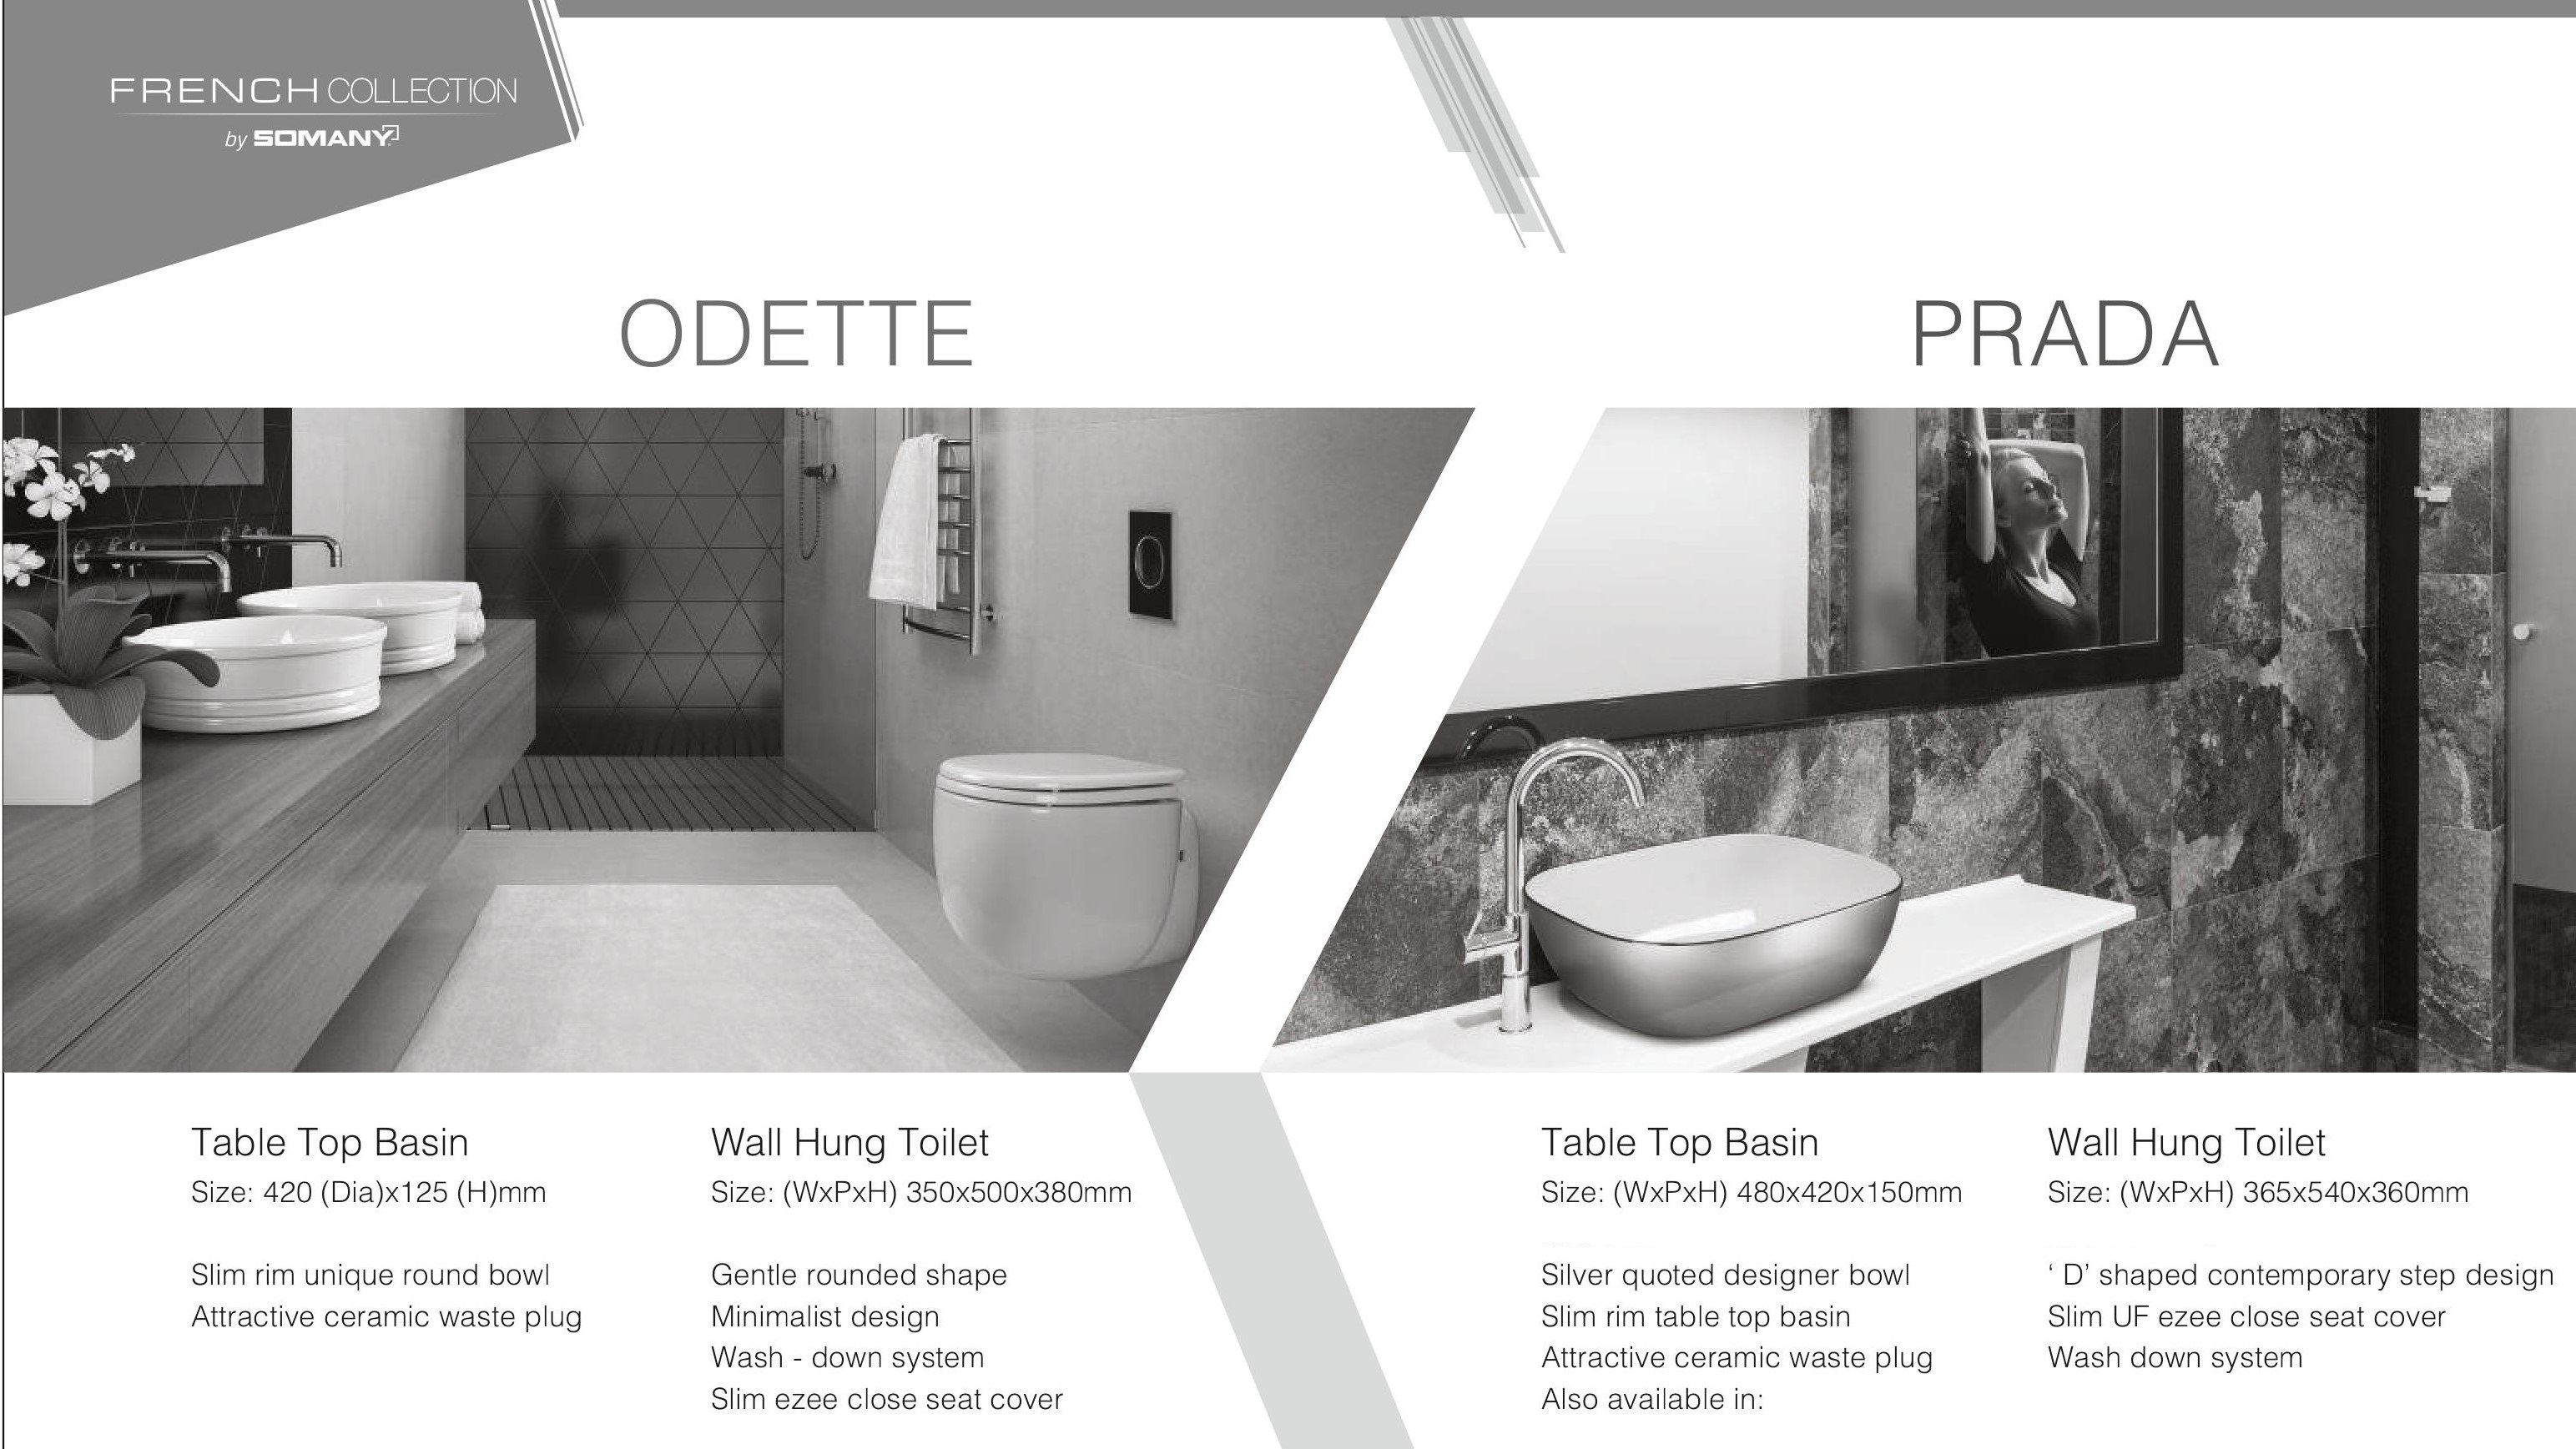 FRENCH COLLECTION
by SOMANY
ODETTE
PRADA
Table Top Basin
Size: 420 (Dia)x125 (H)mm
Slim rim unique round bowl
Attractive ceramic waste plug
Wall Hung Toilet
Size: (WxPxH) 350x500x380mm
Gentle rounded shape
Minimalist design
Wash - down system
Slim ezee close seat cover
Table Top Basin
Size: (WxPxH) 480x420x150mm
Silver quoted designer bowl
Slim rim table top basin
Attractive ceramic waste plug
Also available in:
Wall Hung Toilet
Size: (WxPxH) 365x540x360mm
‘ D’ shaped contemporary step design
Slim UF ezee close seat cover
Wash down system